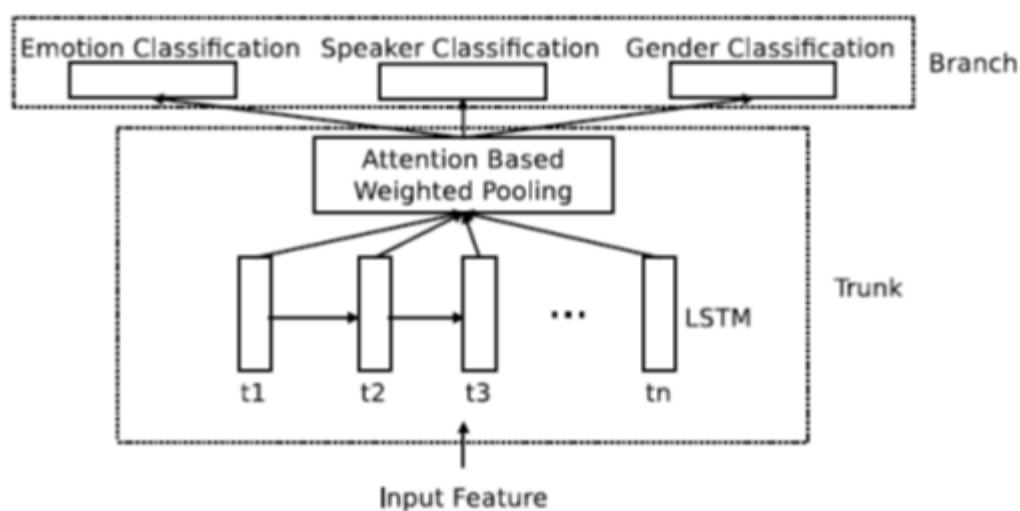 Emotion Classification Speaker Classification Gender Classification
Branch
Attention Based
Weighted Pooling
Trunk
... LSTM
t1 t2 t3 tn
Input Feature